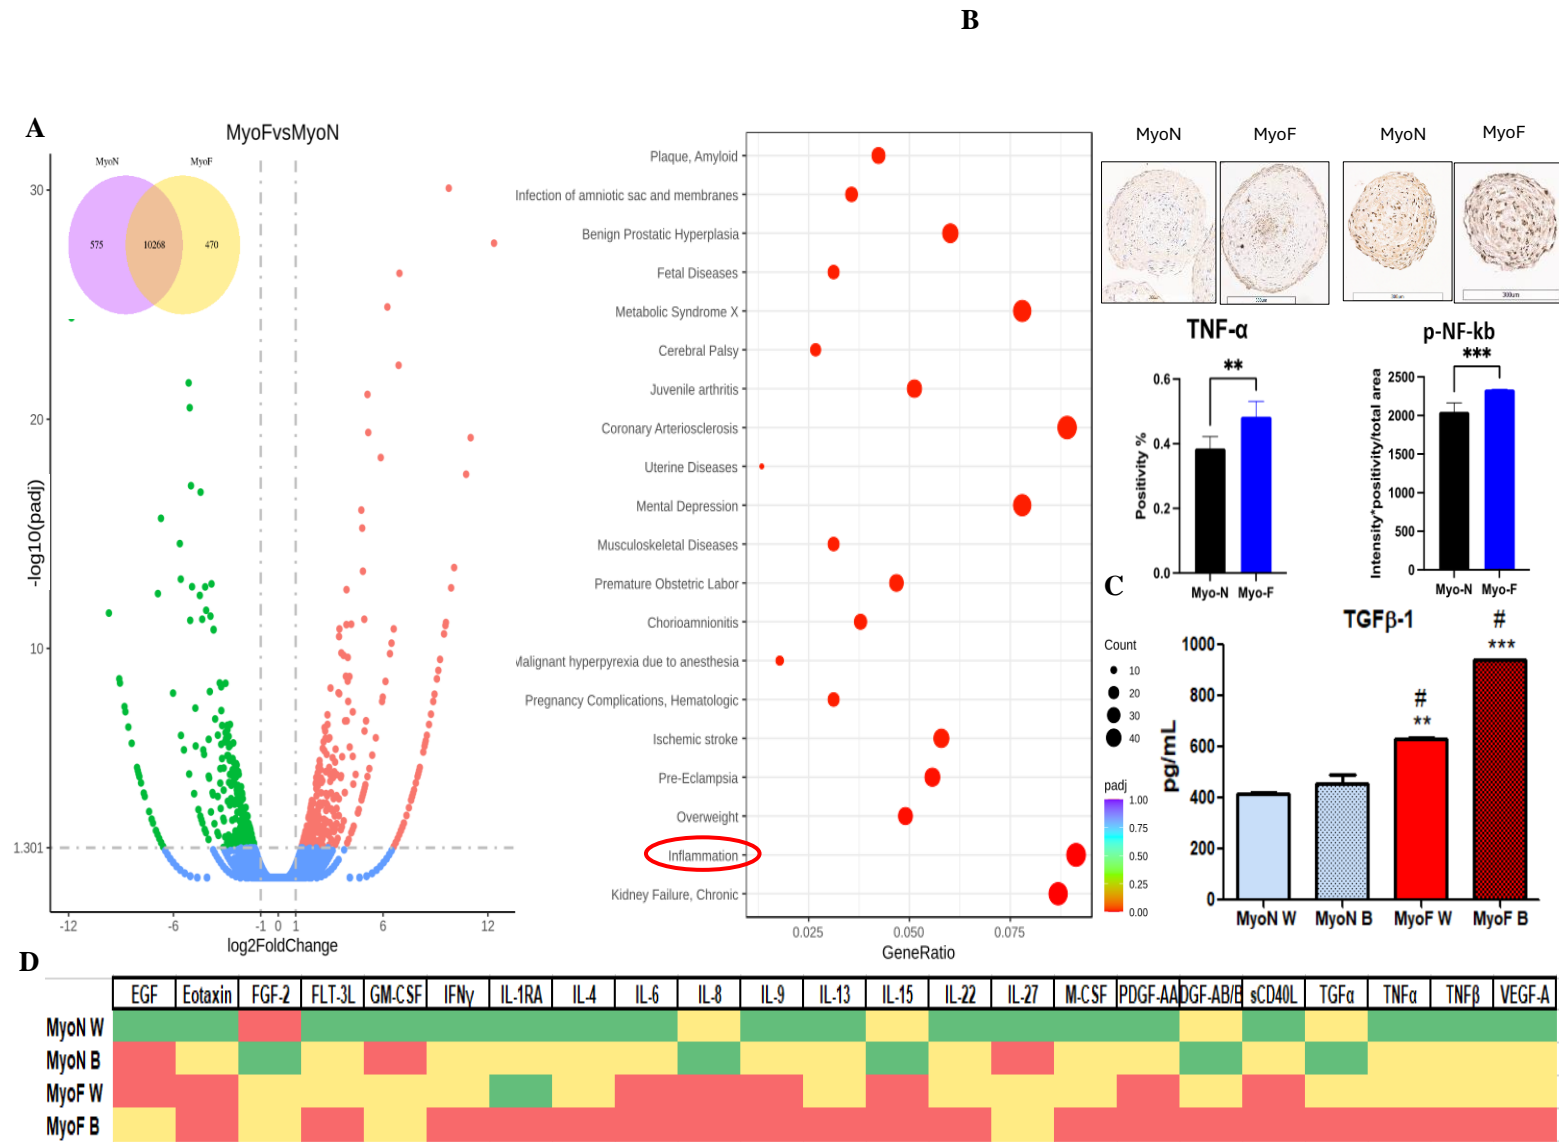 B
A
MyoFvsMyoN
MyoN
MyoF
575
10268
470
30
20
10
1.301
-log10(padj)
-12
-6
-1
0
1
6
12
log2FoldChange
Plaque, Amyloid
Infection of amniotic sac and membranes
Benign Prostatic Hyperplasia
Fetal Diseases
Metabolic Syndrome X
Cerebral Palsy
Juvenile arthritis
Coronary Arteriosclerosis
Uterine Diseases
Mental Depression
Musculoskeletal Diseases
Premature Obstetric Labor
Chorioamnionitis
Malignant hyperpyrexia due to anesthesia
Pregnancy Complications, Hematologic
Ischemic stroke
Pre-Eclampsia
Overweight
Inflammation
Kidney Failure, Chronic
0.025
0.050
0.075
GeneRatio
Count
10
20
30
40
padj
1.00
0.75
0.50
0.25
0.00
MyoN
MyoF
MyoN
MyoF
300um
TNF-α
**
0.6
0.4
0.2
0.0
Positivity %
Myo-N
Myo-F
p-NF-kb
***
2500
2000
1500
1000
500
0
Intensity*positivity/total area
Myo-N
Myo-F
C
TGFβ-1
#
***
#
**
1000
800
600
400
200
0
pg/mL
MyoN W
MyoN B
MyoF W
MyoF B
D
EGF Eotaxin FGF-2 FLT-3L GM-CSF IFNγ IL-1RA IL-4 IL-6 IL-8 IL-9 IL-13 IL-15 IL-22 IL-27 M-CSF PDGF-AA DGF-AB/B sCD40L TGFα TNFα TNFβ VEGF-A
MyoN W
MyoN B
MyoF W
MyoF B